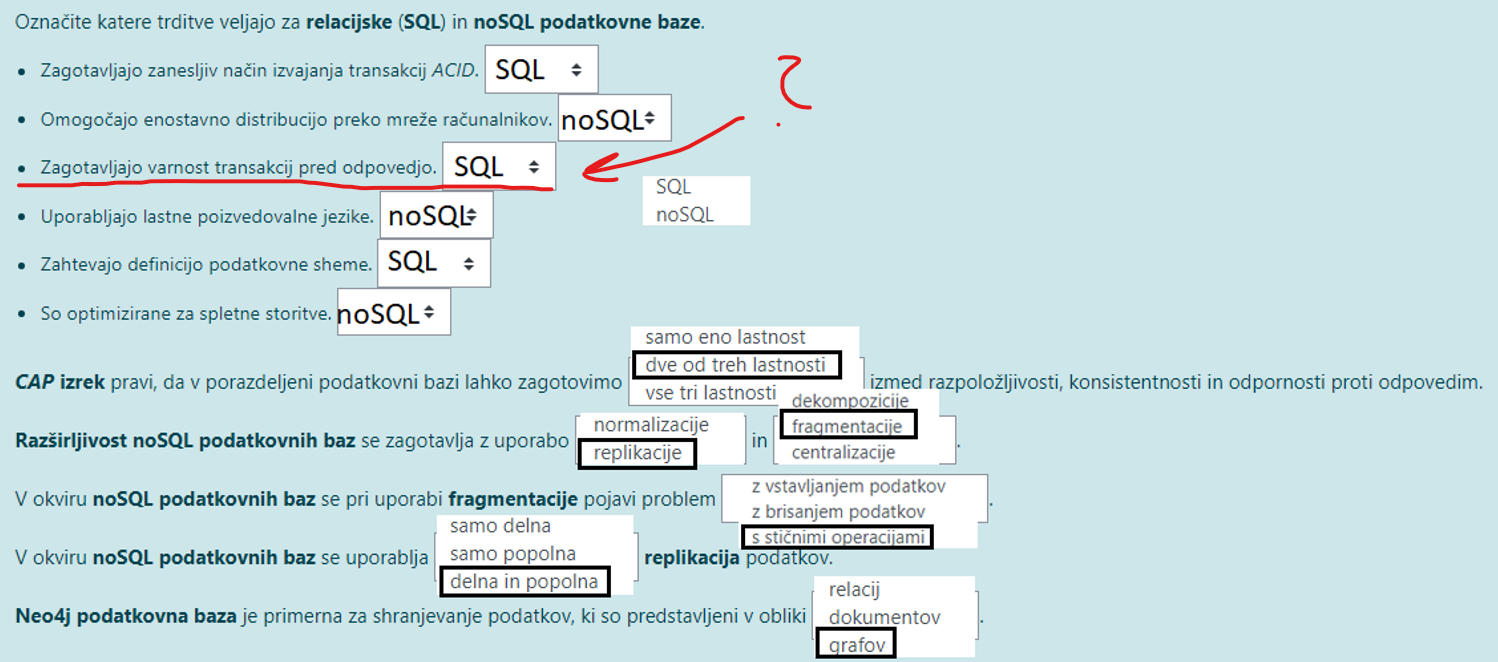 Označite katere trditve veljajo za relacijske (SQL) in noSQL podatkovne baze.
• Zagotavljajo zanesljiv način izvajanja transakcij ACID. SQL
?
• Omogočajo enostavno distribucijo preko mreže računalnikov. noSQL
• Zagotavljajo varnost transakcij pred odpovedjo. SQL
SQL
noSQL
• Uporabljajo lastne poizvedovalne jezike. noSQL
• Zahtevajo definicijo podatkovne sheme. SQL
• So optimizirane za spletne storitve. noSQL
samo eno lastnost
dve od treh lastnosti
vse tri lastnosti
CAP izrek pravi, da v porazdeljeni podatkovni bazi lahko zagotovimo izmed razpoložljivosti, konsistentnosti in odpornosti proti odpovedim.
dekompozicije
fragmentacije
centralizacije
normalizacije
replikacije
Razširljivost noSQL podatkovnih baz se zagotavlja z uporabo in .
z vstavljanjem podatkov
z brisanjem podatkov
s stičnimi operacijami
V okviru noSQL podatkovnih baz se pri uporabi fragmentacije pojavi problem .
samo delna
samo popolna
delna in popolna
V okviru noSQL podatkovnih baz se uporablja replikacija podatkov.
relacij
dokumentov
grafov
Neo4j podatkovna baza je primerna za shranjevanje podatkov, ki so predstavljeni v obliki .